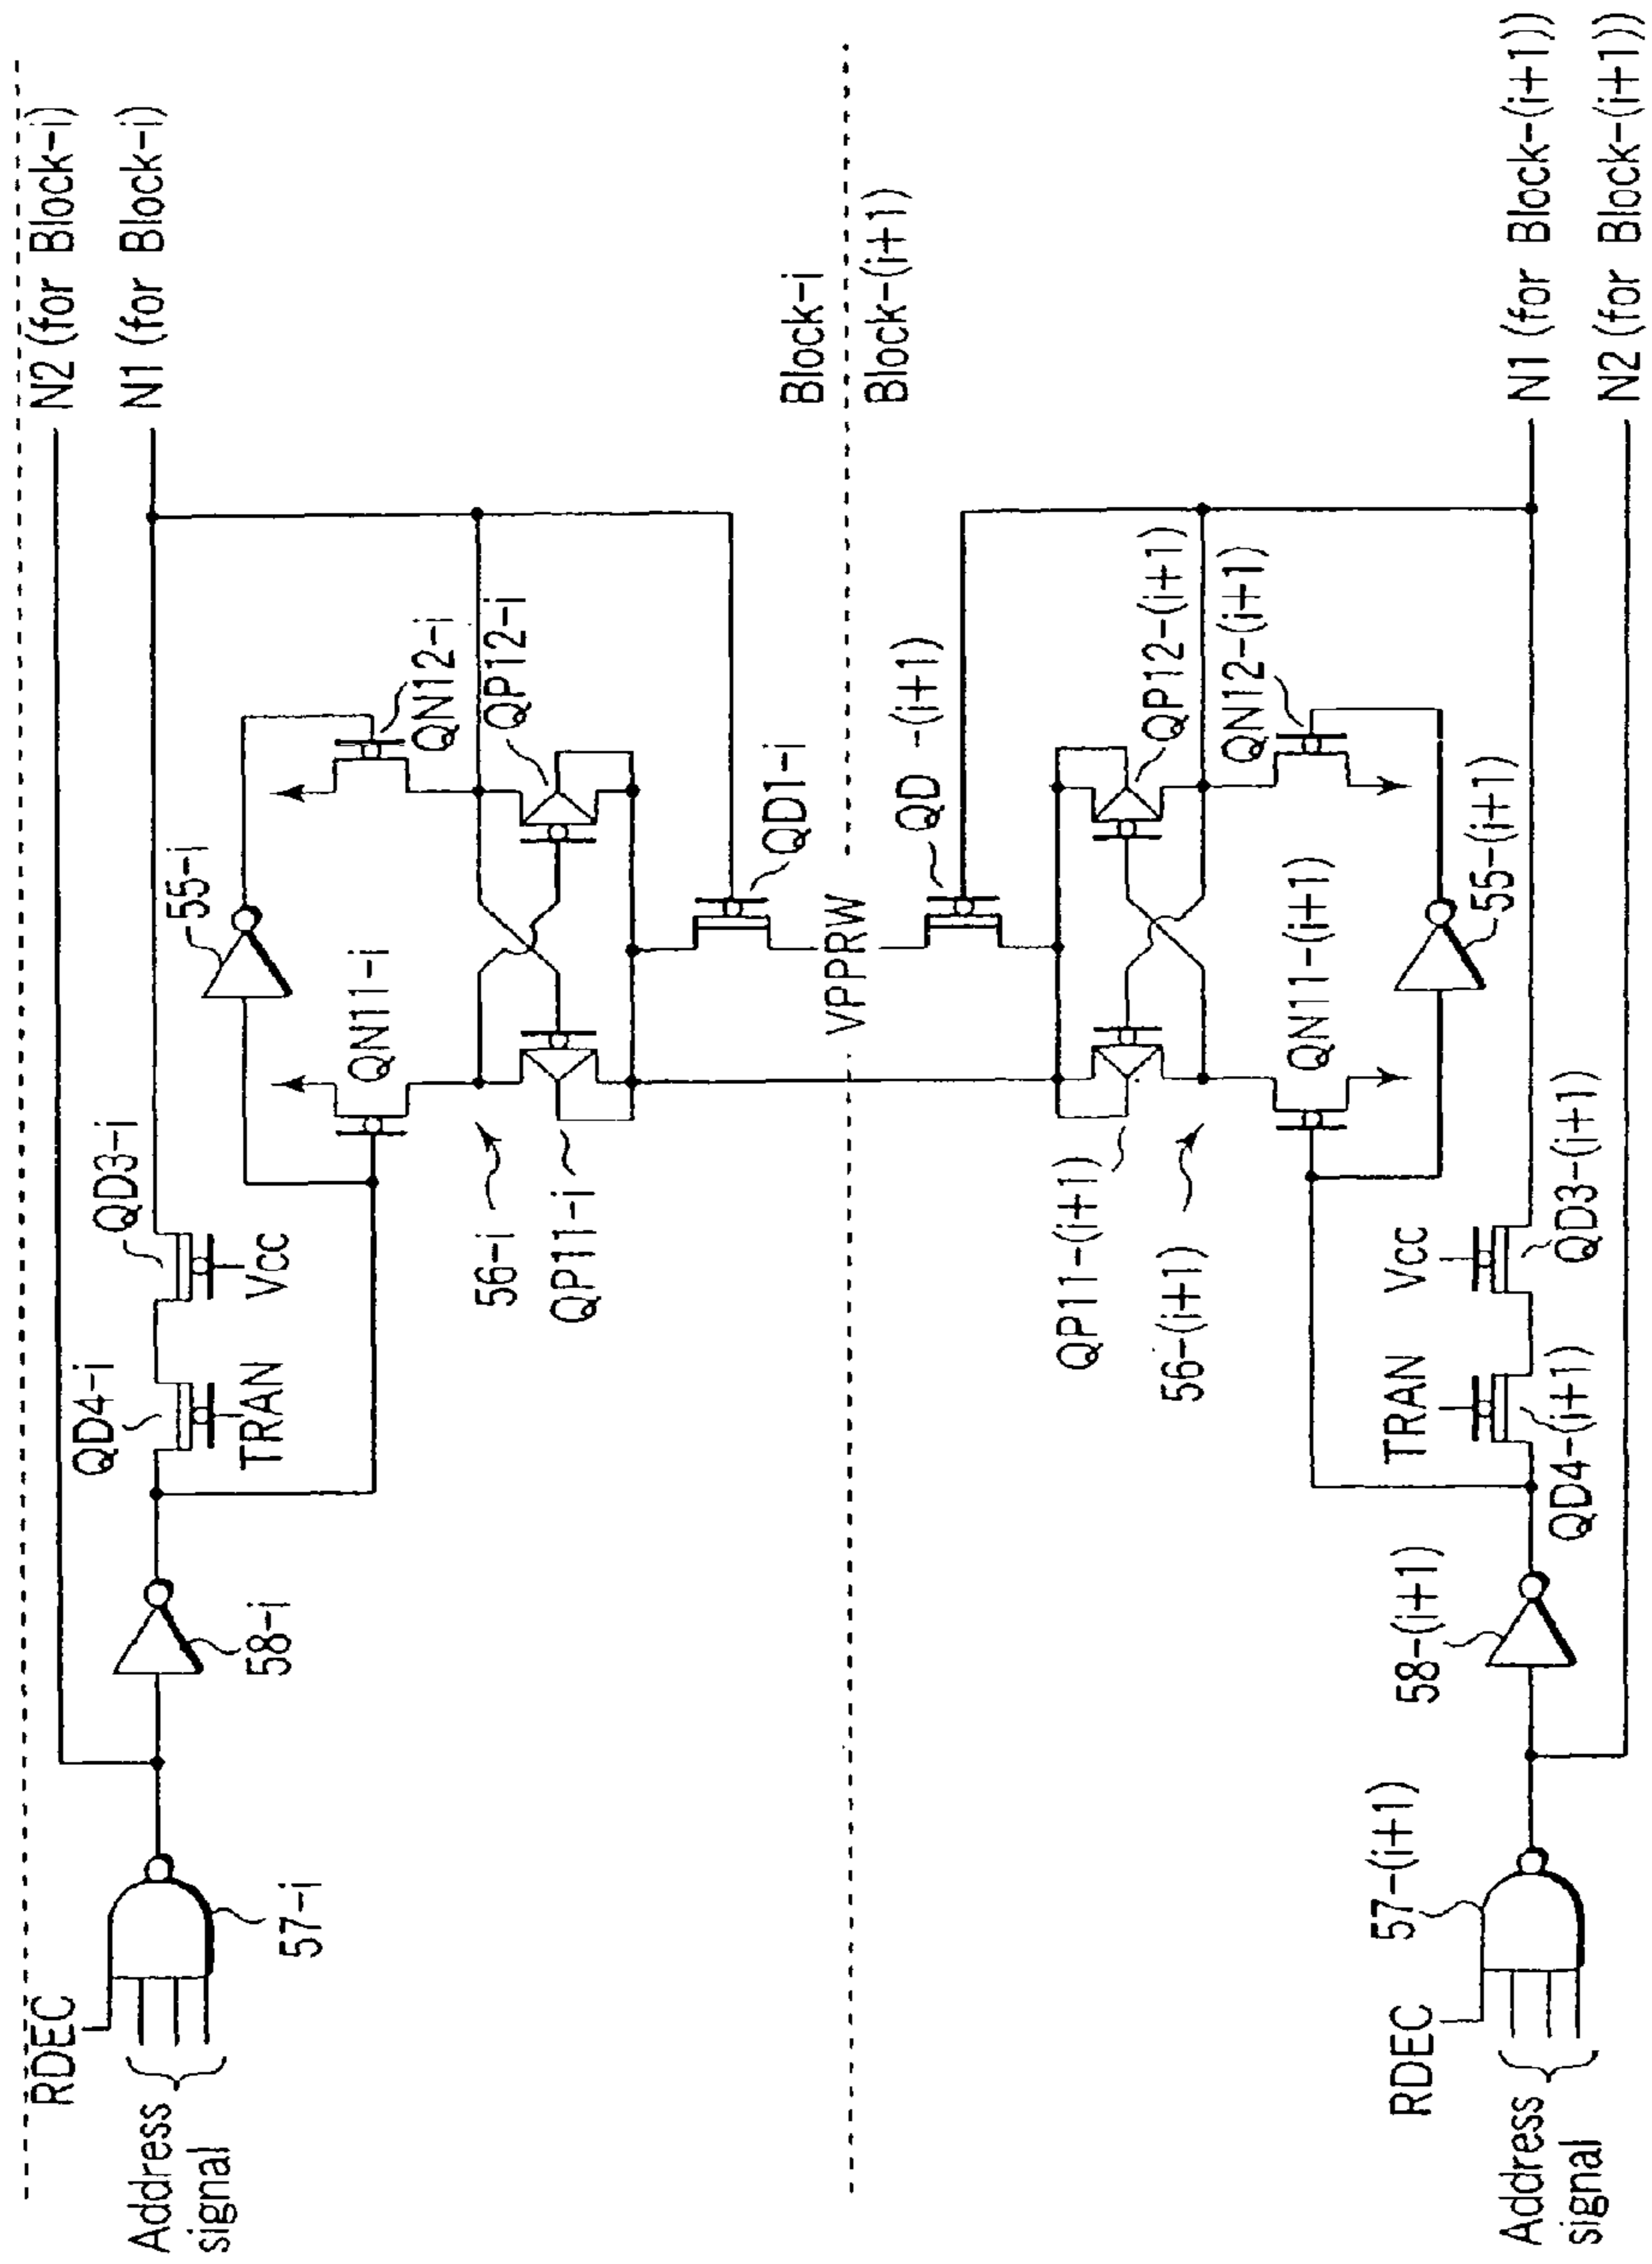 N2 (for Block-i)
N1 (for Block-i)
RDEC
Address
signal
57-i
58-i
QD4-i
TRAN
QD3-i
Vcc
55-i
QN11-i
QN12-i
QP12-i
56-i
QP11-i
QD1-i
Block-i
VPPRW
Block-(i+1)
QD -(i+1)
QP11-(i+1)
QP12-(i+1)
56-(i+1)
QN12-(i+1)
QN11-(i+1)
55-(i+1)
Vcc
TRAN
QD3-(i+1)
QD4-(i+1)
58-(i+1)
57-(i+1)
RDEC
Address
signal
N1 (for Block-(i+1))
N2 (for Block-(i+1))